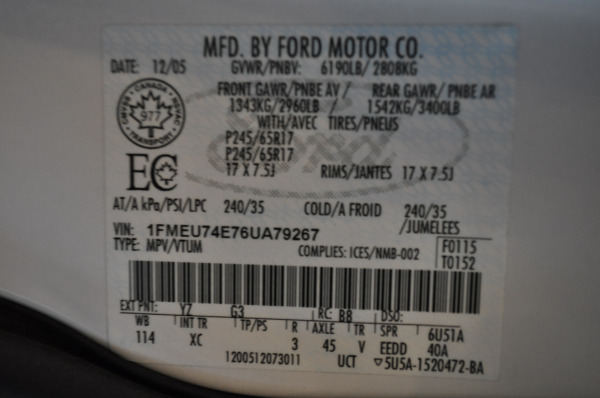 MFD. BY FORD MOTOR CO.
DATE: 12/05 GVWR/PNBV: 6190LB/ 2808KG
FRONT GAWR/PNBE AV / REAR GAWR/ PNBE AR
1343KG/2960LB 1542KG/3400LB
WITH/AVEC TIRES/PNEUS
P245/65R17
P245/65R17
17 X 7.5J RIMS/JANTES 17 X 7.5J
CANADA
977
TRANSPORT
EC
AT/A kPa/PSI/LPC 240/35 COLD/A FROID 240/35
/JUMELEES
VIN: 1FMEU74E76UA79267 F0115
TYPE: MPV/VTUM COMPLIES: ICES/NMB-002 T0152
EXT PNT: YZ G3 RC: B8 DSO:
WB INT TR TP/PS R AXLE TR SPR 6U51A
114 XC 3 45 V EEDD 40A
1200512073011 UCT ▽5U5A-1520472-BA